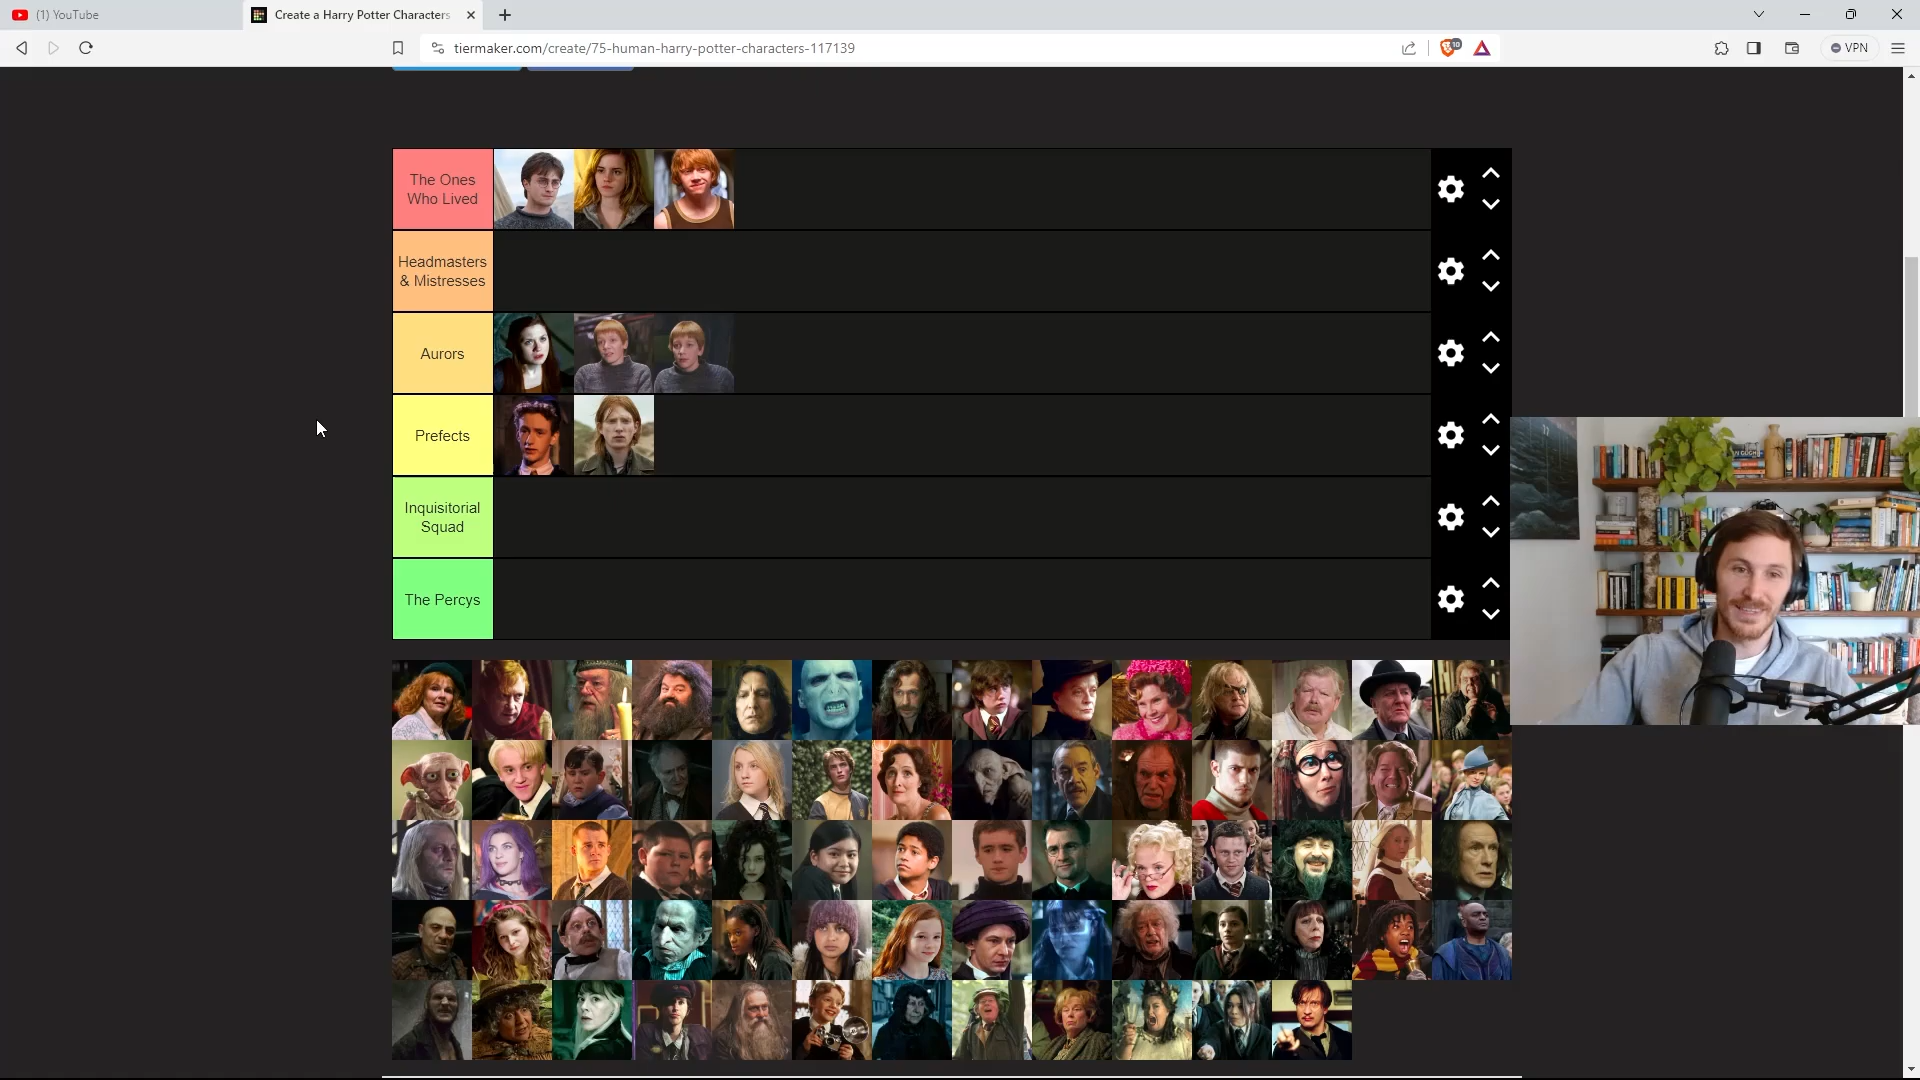 (1) YouTube
Create a Harry Potter Characters
tiermaker.com/create/75-human-harry-potter-characters-117139
10
VPN
The Ones
Who Lived
Headmasters
& Mistresses
Aurors
Prefects
Inquisitorial
Squad
The Percys